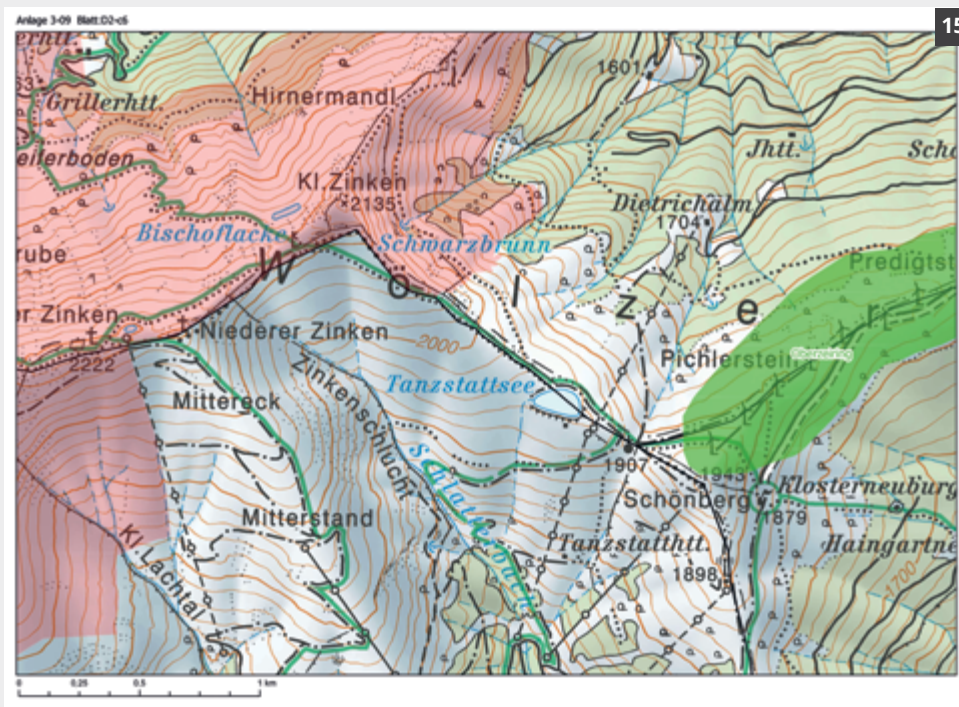 Anlage 3-09 Blatt:D2-c6
15
Grillerhtt.
Hirnermandl
1601
Jhtt.
Kl.Zinken
2135
Dietrichalm
1704
Bischoflacke
Schwarzbrunn
W ö l z e r
Predigtst
Niederer Zinken
2000
Pichlerstein
Oberzeiring
2222
Zinkenschlucht
Tanzstattsee
Mittereck
1907
1943
Klosterneuburg
Schönberg
1879
Mitterstand
Tanzstatthtt.
Haingartne
Kl
Lachtal
1898
1700
0 0.25 0.5 1 km